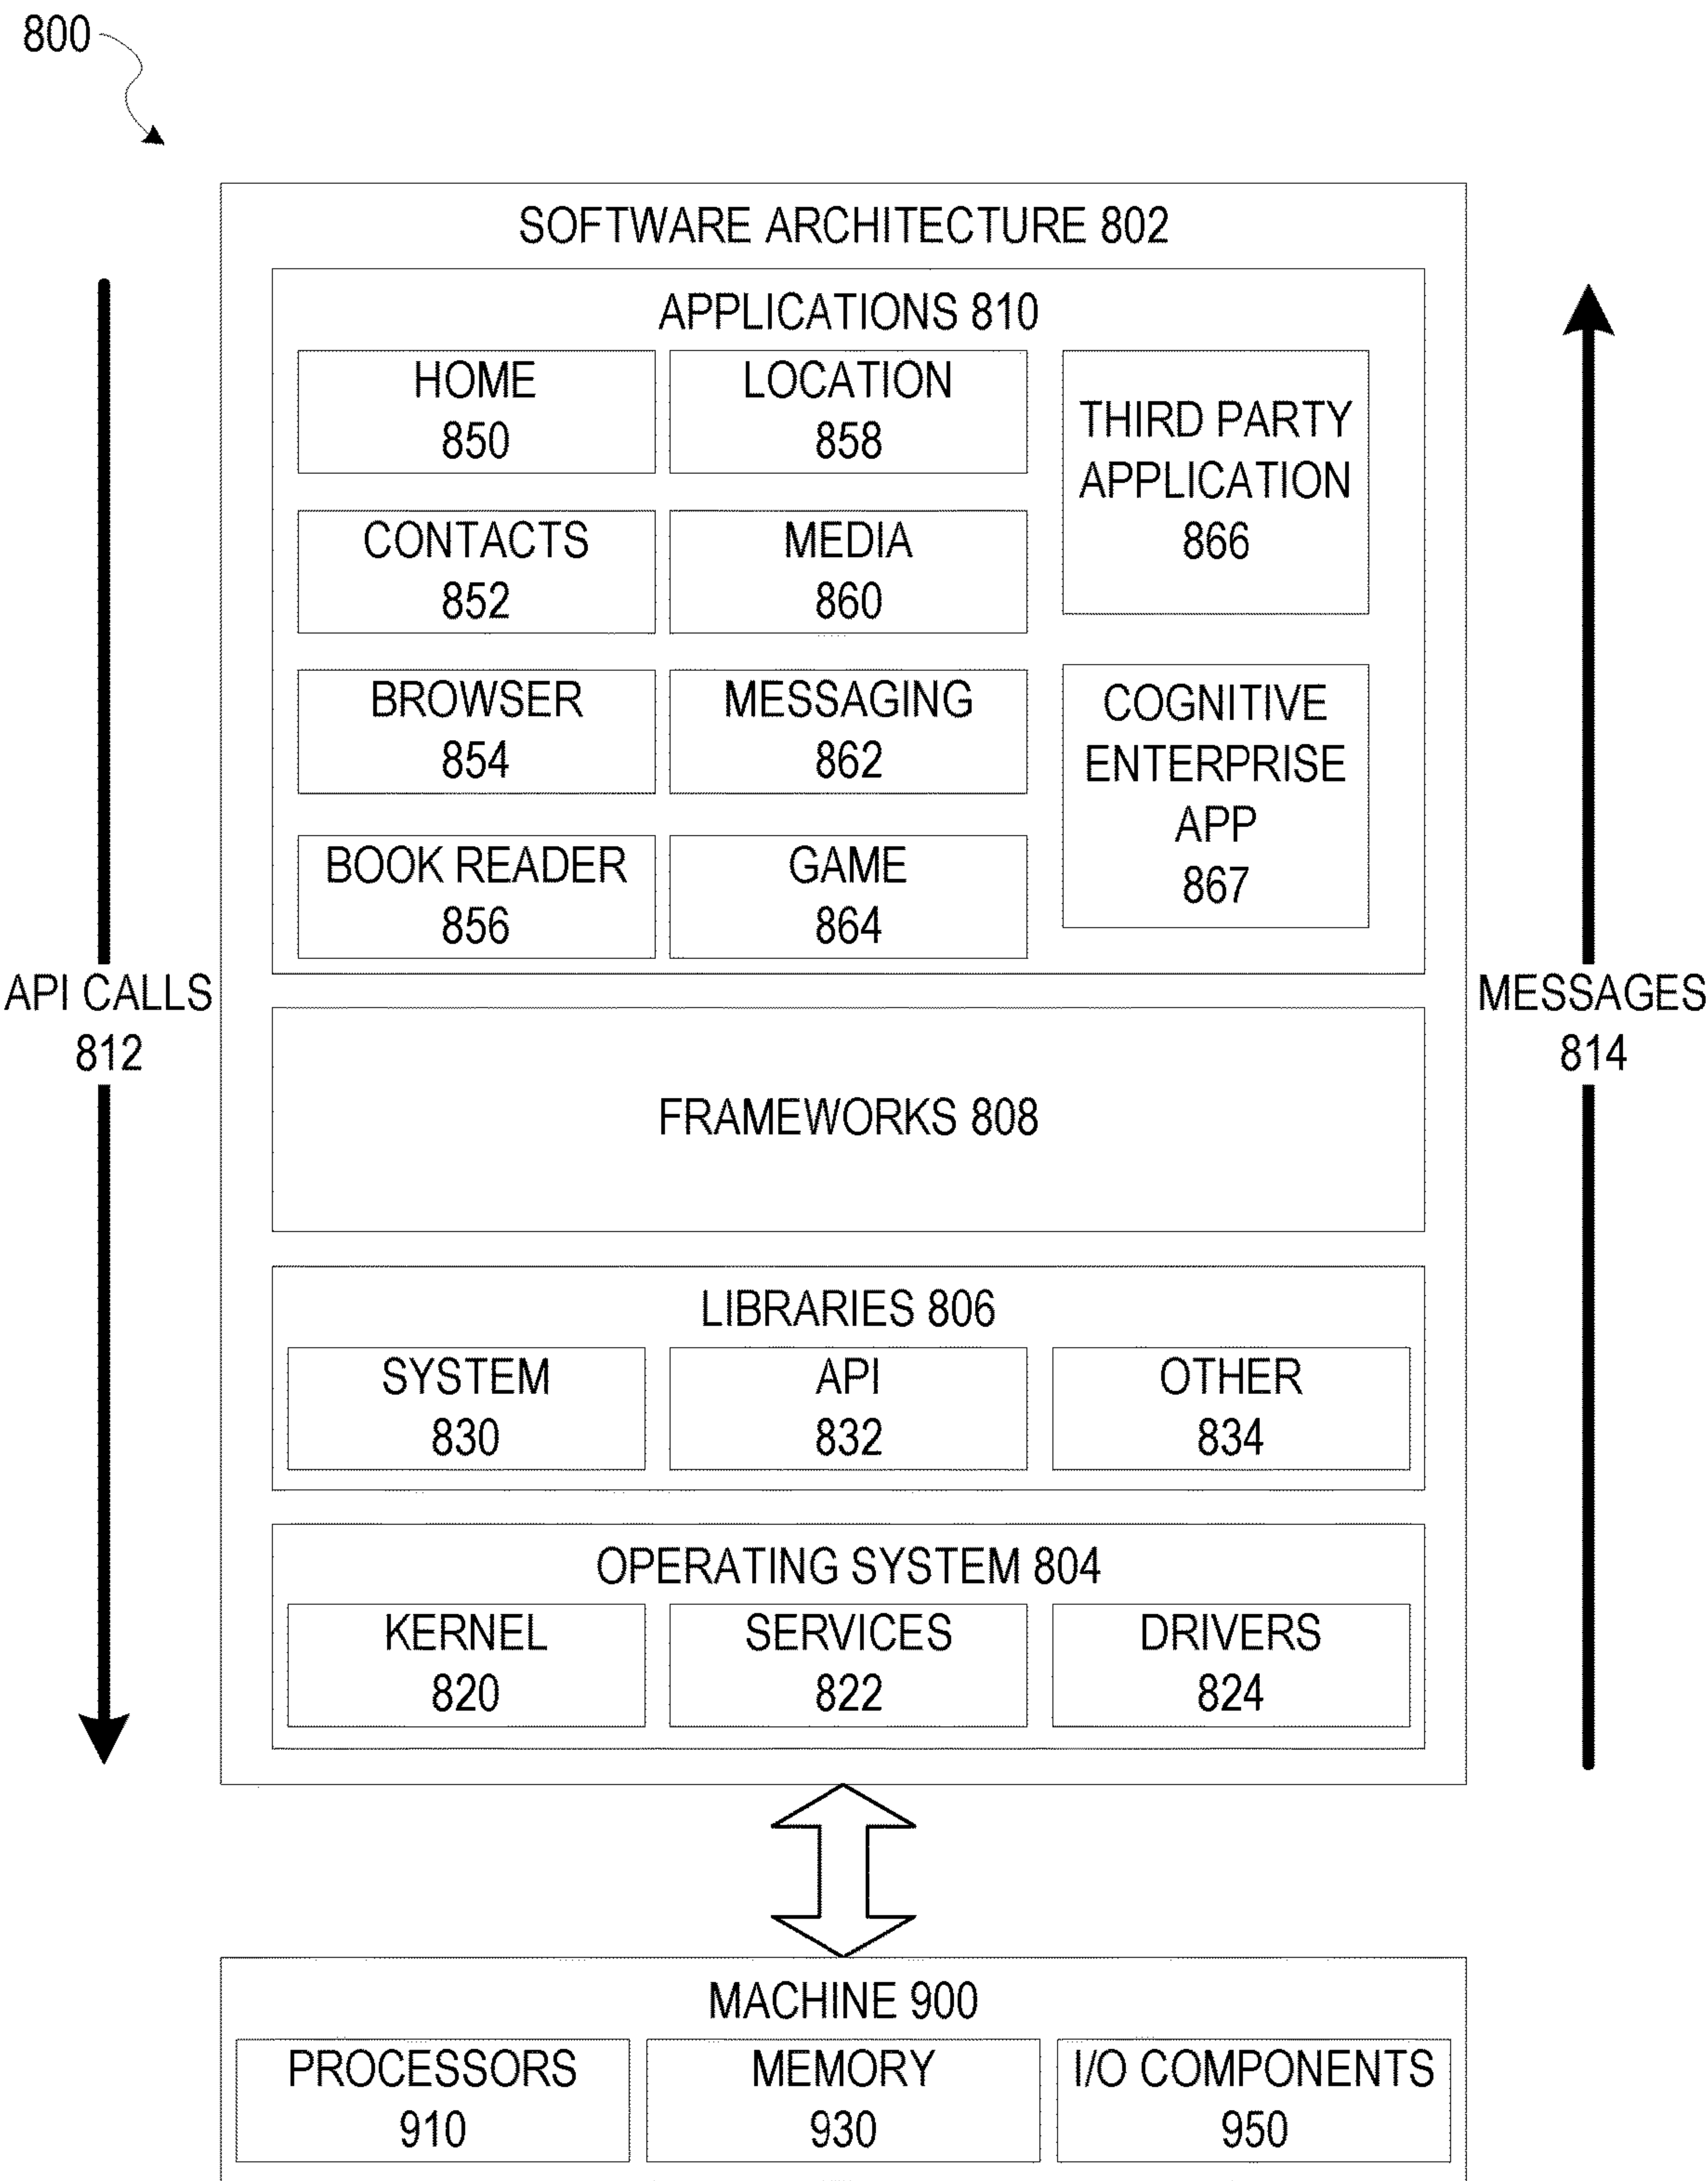 800
SOFTWARE ARCHITECTURE 802
APPLICATIONS 810
HOME
850
LOCATION
858
THIRD PARTY
APPLICATION
866
CONTACTS
852
MEDIA
860
BROWSER
854
MESSAGING
862
COGNITIVE
ENTERPRISE
APP
867
BOOK READER
856
GAME
864
API CALLS
812
MESSAGES
814
FRAMEWORKS 808
LIBRARIES 806
SYSTEM
830
API
832
OTHER
834
OPERATING SYSTEM 804
KERNEL
820
SERVICES
822
DRIVERS
824
MACHINE 900
PROCESSORS
910
MEMORY
930
I/O COMPONENTS
950